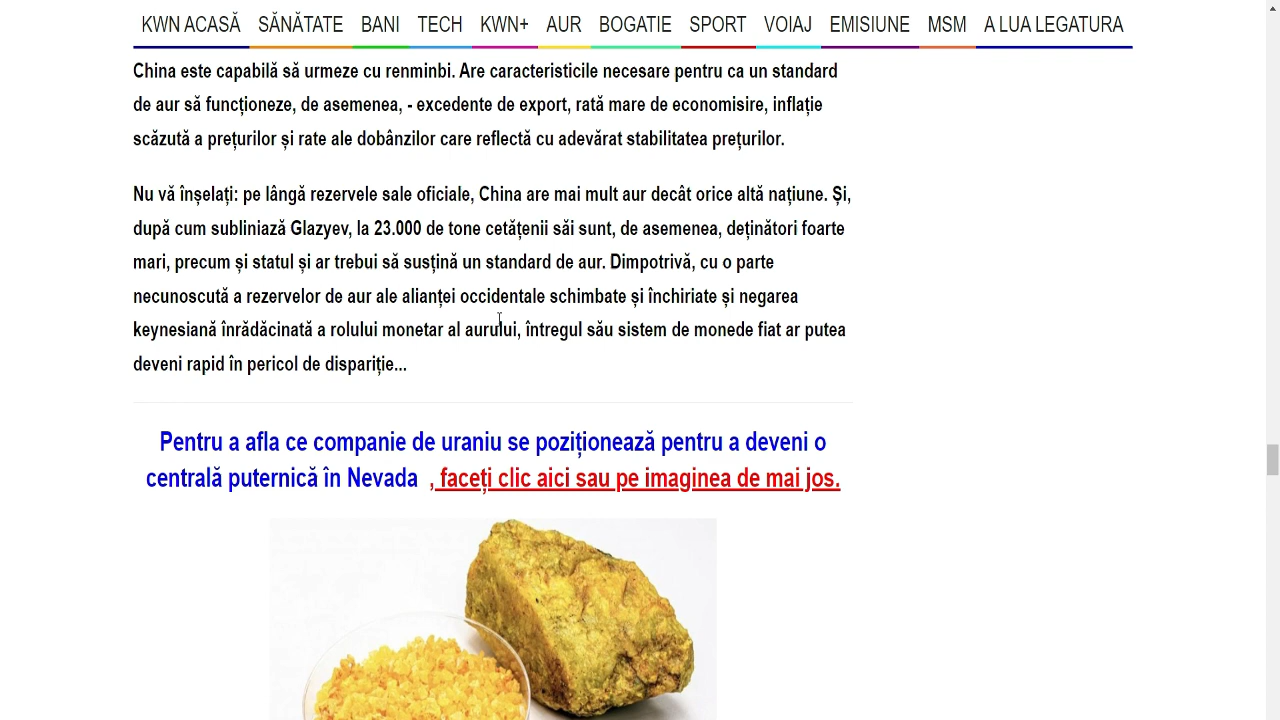 KWN ACASĂ SĂNĂTATE BANI TECH KWN+ AUR BOGATIE SPORT VOIAJ EMISIUNE MSM A LUA LEGATURA
China este capabilă să urmeze cu renminbi. Are caracteristicile necesare pentru ca un standard
de aur să funcționeze, de asemenea, - excedente de export, rată mare de economisire, inflație
scăzută a prețurilor și rate ale dobânzilor care reflectă cu adevărat stabilitatea prețurilor.
Nu vă înșelați: pe lângă rezervele sale oficiale, China are mai mult aur decât orice altă națiune. Și,
după cum subliniază Glazyev, la 23.000 de tone cetățenii săi sunt, de asemenea, deținători foarte
mari, precum și statul și ar trebui să susțină un standard de aur. Dimpotrivă, cu o parte
necunoscută a rezervelor de aur ale alianței occidentale schimbate și închiriate și negarea
keynesiană înrădăcinată a rolului monetar al aurului, întregul său sistem de monede fiat ar putea
deveni rapid în pericol de dispariție...
Pentru a afla ce companie de uraniu se poziționează pentru a deveni o
centrală puternică în Nevada , faceți clic aici sau pe imaginea de mai jos.